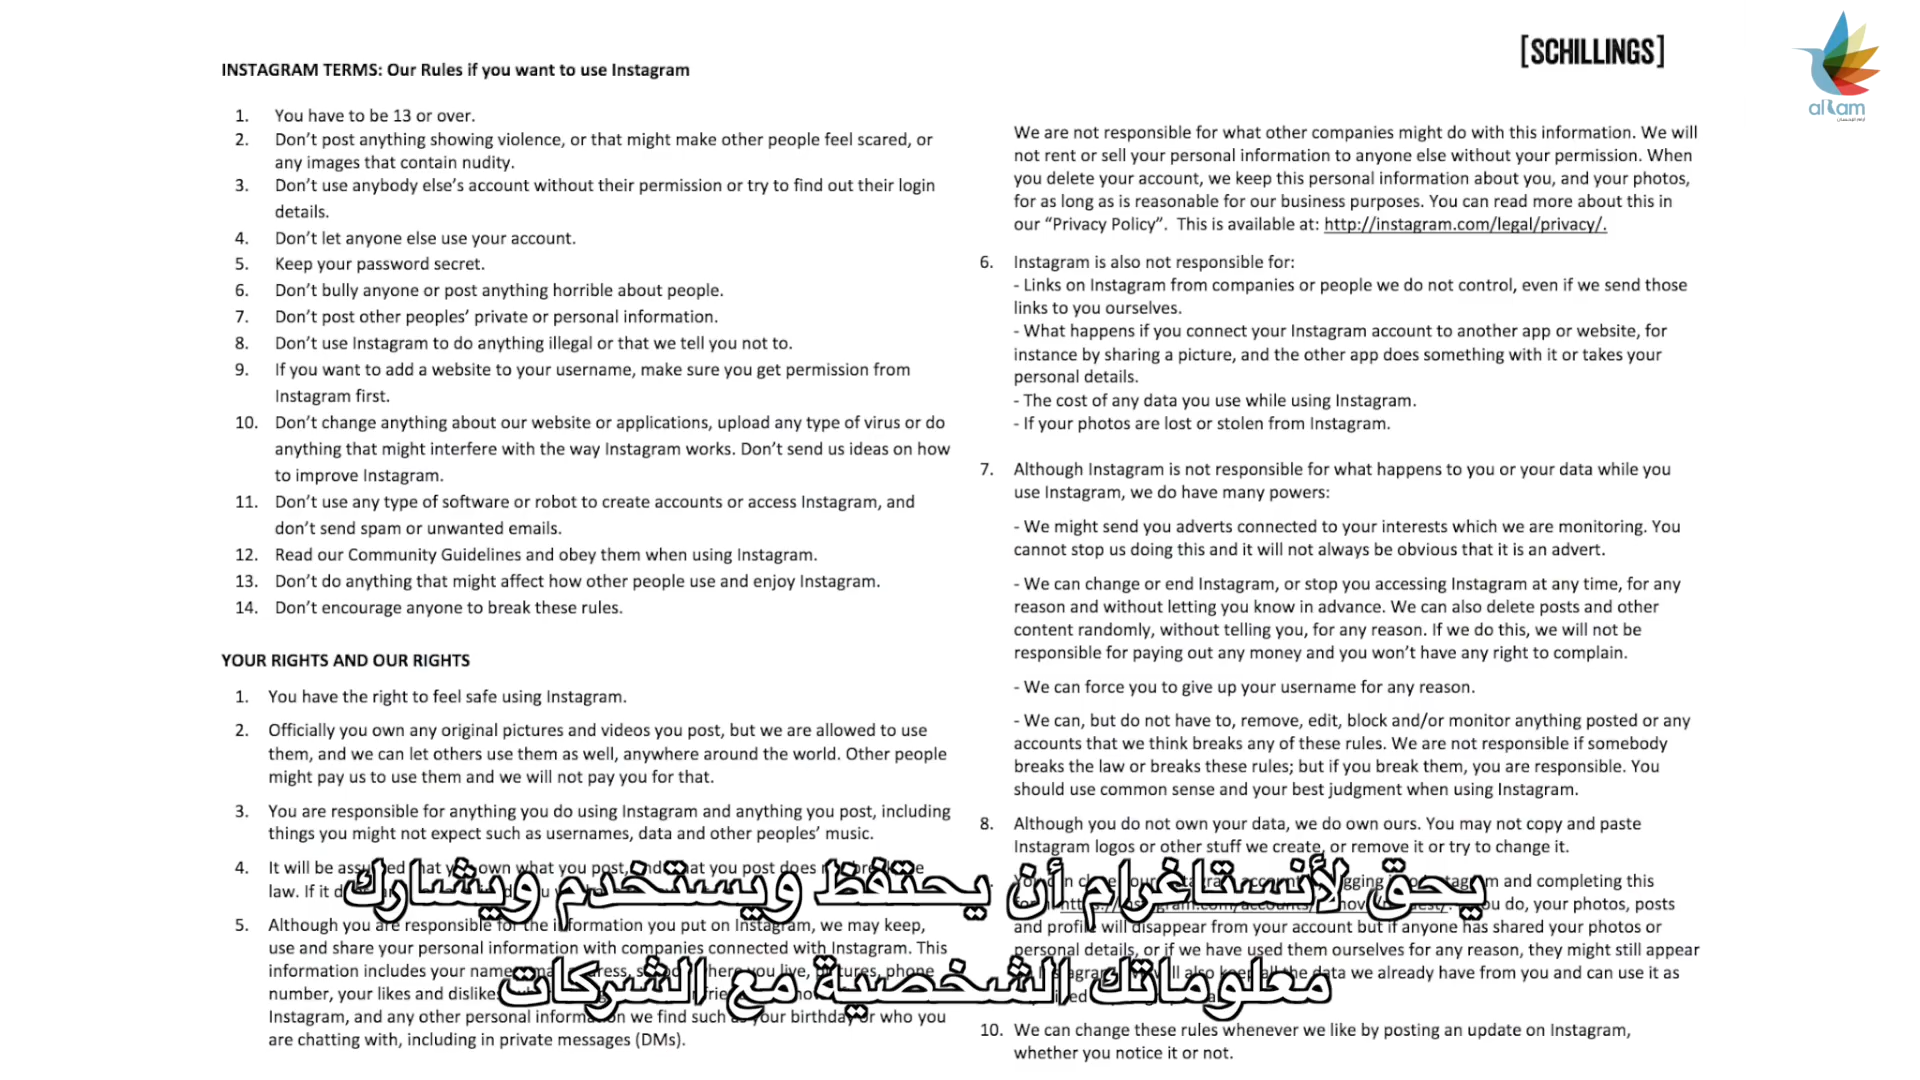 [SCHILLINGS]
alRam
INSTAGRAM TERMS: Our Rules if you want to use Instagram
1. You have to be 13 or over.
2. Don’t post anything showing violence, or that might make other people feel scared, or
any images that contain nudity.
3. Don’t use anybody else’s account without their permission or try to find out their login
details.
4. Don’t let anyone else use your account.
5. Keep your password secret.
6. Don’t bully anyone or post anything horrible about people.
7. Don’t post other peoples’ private or personal information.
8. Don’t use Instagram to do anything illegal or that we tell you not to.
9. If you want to add a website to your username, make sure you get permission from
Instagram first.
10. Don’t change anything about our website or applications, upload any type of virus or do
anything that might interfere with the way Instagram works. Don’t send us ideas on how
to improve Instagram.
11. Don’t use any type of software or robot to create accounts or access Instagram, and
don’t send spam or unwanted emails.
12. Read our Community Guidelines and obey them when using Instagram.
13. Don’t do anything that might affect how other people use and enjoy Instagram.
14. Don’t encourage anyone to break these rules.
YOUR RIGHTS AND OUR RIGHTS
1. You have the right to feel safe using Instagram.
2. Officially you own any original pictures and videos you post, but we are allowed to use
them, and we can let others use them as well, anywhere around the world. Other people
might pay us to use them and we will not pay you for that.
3. You are responsible for anything you do using Instagram and anything you post, including
things you might not expect such as usernames, data and other peoples’ music.
4. It will be assumed that you own what you post, and that you post does
law. If it
5. Although you are responsible for the information you put on Instagram, we may keep,
use and share your personal information with companies connected with Instagram. This
information includes your name, where you live, pictures, phone
number, your likes and dislikes,
Instagram, and any other personal information we find such as your birthday or who you
are chatting with, including in private messages (DMs).
We are not responsible for what other companies might do with this information. We will
not rent or sell your personal information to anyone else without your permission. When
you delete your account, we keep this personal information about you, and your photos,
for as long as is reasonable for our business purposes. You can read more about this in
our “Privacy Policy”. This is available at: http://instagram.com/legal/privacy/.
6. Instagram is also not responsible for:
- Links on Instagram from companies or people we do not control, even if we send those
links to you ourselves.
- What happens if you connect your Instagram account to another app or website, for
instance by sharing a picture, and the other app does something with it or takes your
personal details.
- The cost of any data you use while using Instagram.
- If your photos are lost or stolen from Instagram.
7. Although Instagram is not responsible for what happens to you or your data while you
use Instagram, we do have many powers:
- We might send you adverts connected to your interests which we are monitoring. You
cannot stop us doing this and it will not always be obvious that it is an advert.
- We can change or end Instagram, or stop you accessing Instagram at any time, for any
reason and without letting you know in advance. We can also delete posts and other
content randomly, without telling you, for any reason. If we do this, we will not be
responsible for paying out any money and you won’t have any right to complain.
- We can force you to give up your username for any reason.
- We can, but do not have to, remove, edit, block and/or monitor anything posted or any
accounts that we think breaks any of these rules. We are not responsible if somebody
breaks the law or breaks these rules; but if you break them, you are responsible. You
should use common sense and your best judgment when using Instagram.
8. Although you do not own your data, we do own ours. You may not copy and paste
Instagram logos or other stuff we create, or remove it or try to change it.
and completing this
do, your photos, posts
and profile will disappear from your account but if anyone has shared your photos or
personal details, or if we have used them ourselves for any reason, they might still appear
also keep all the data we already have from you and can use it as
10. We can change these rules whenever we like by posting an update on Instagram,
whether you notice it or not.
يحق لأنستاغرام أن يحتفظ ويستخدم ويشارك
معلوماتك الشخصية مع الشركات